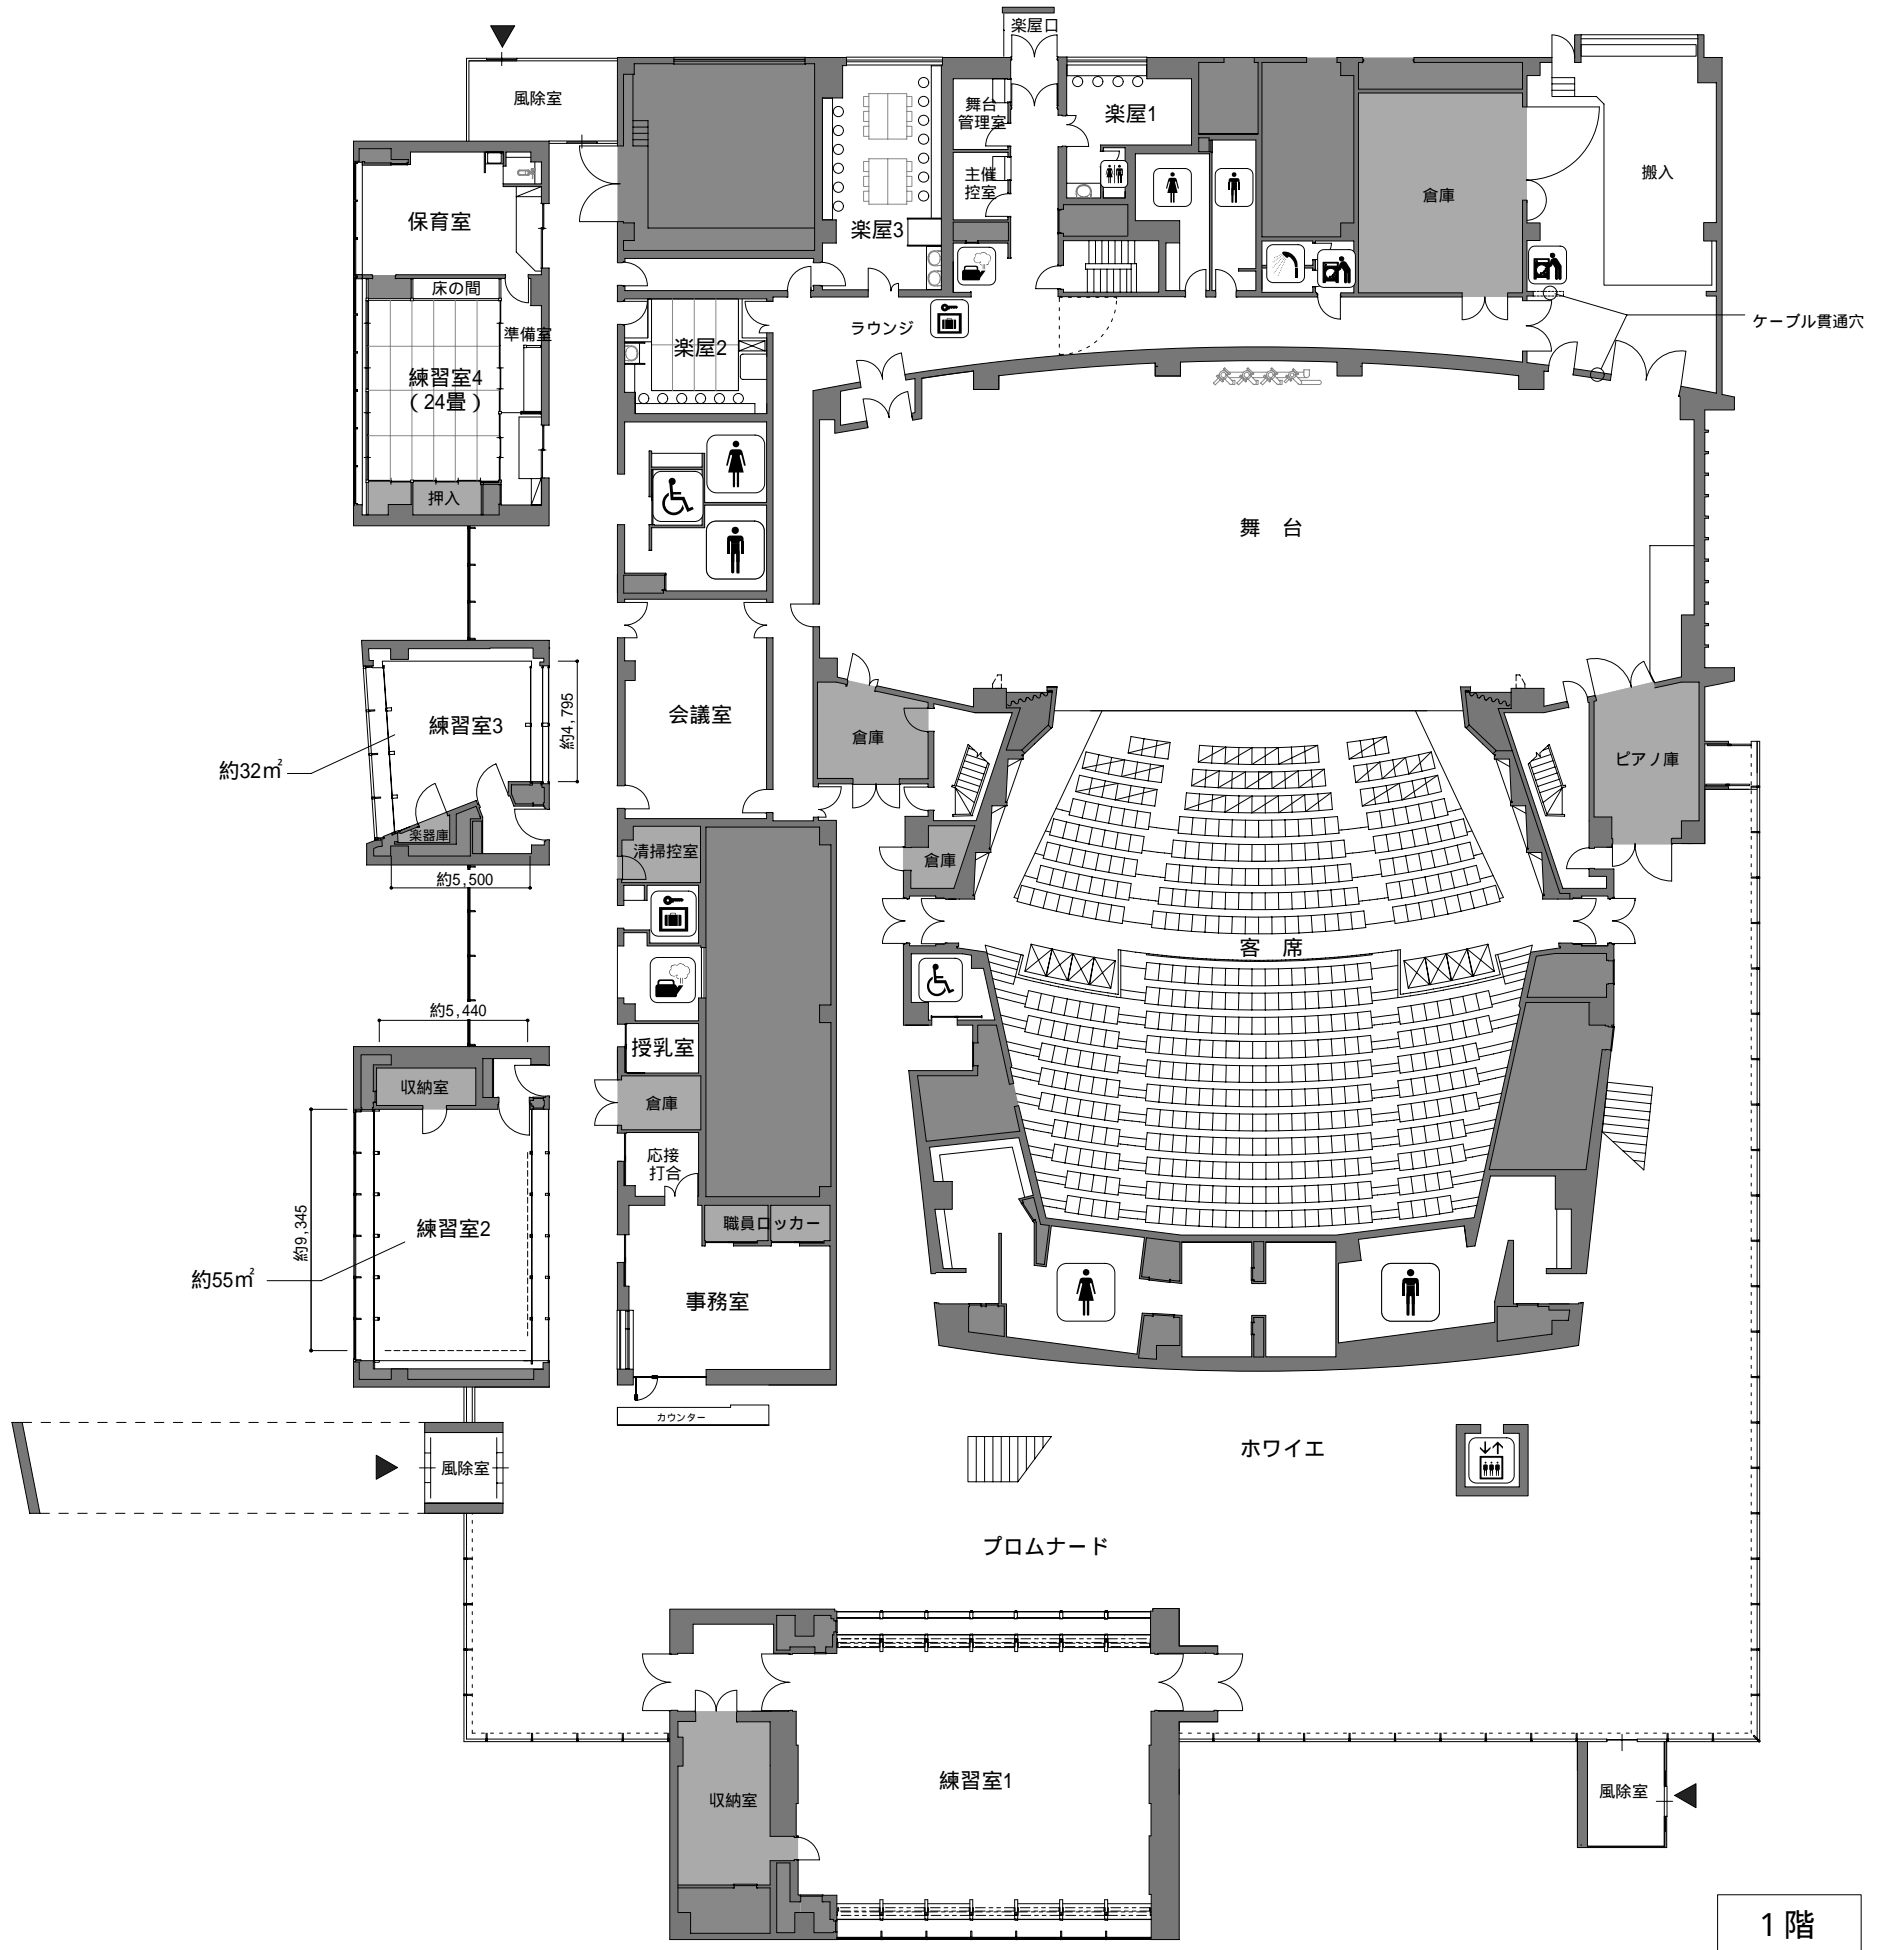 楽屋口
風除室
舞台
管理室
楽屋1
搬入
主催
控室
倉庫
保育室
楽屋3
床の間
準備室
ラウンジ
ケーブル貫通穴
楽屋2
練習室4
(24畳)
押入
舞 台
約4,795
練習室3
会議室
倉庫
ピアノ庫
約32㎡
楽器庫
清掃控室
倉庫
約5,500
客 席
約5,440
授乳室
収納室
倉庫
応接
打合
約9,345
練習室2
職員ロッカー
約55㎡
事務室
カウンター
ホワイエ
風除室
プロムナード
練習室1
収納室
風除室
1階